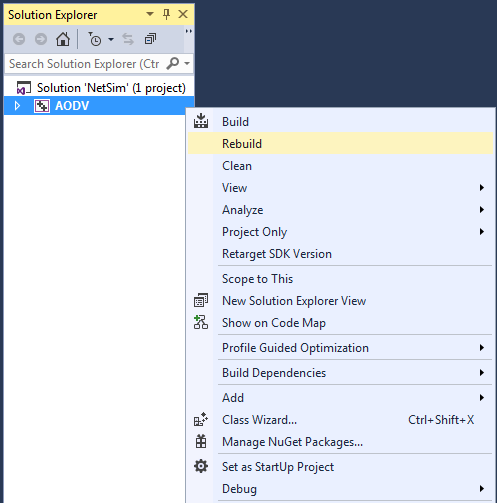 Solution Explorer
Search Solution Explorer (Ctr
Solution 'NetSim' (1 project)
AODV
Build
Rebuild
Clean
View
Analyze
Project Only
Retarget SDK Version
Scope to This
New Solution Explorer View
Show on Code Map
Profile Guided Optimization
Build Dependencies
Add
Class Wizard... Ctrl+Shift+X
Manage NuGet Packages...
Set as StartUp Project
Debug